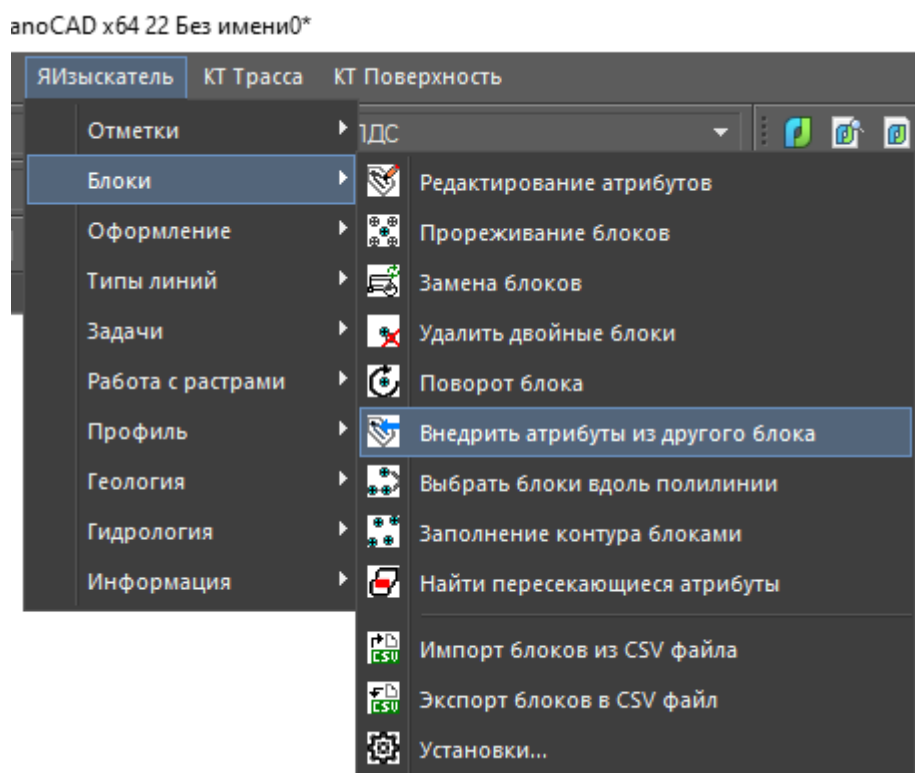 anoCAD x64 22 Без имени0*
ЯИзыскатель КТ Трасса КТ Поверхность
Отметки
ПДС
Блоки
Редактирование атрибутов
Оформление
Прореживание блоков
Типы линий
Замена блоков
Задачи
Удалить двойные блоки
Работа с растрами
Поворот блока
Профиль
Внедрить атрибуты из другого блока
Геология
Выбрать блоки вдоль полилинии
Гидрология
Заполнение контура блоками
Информация
Найти пересекающиеся атрибуты
CSV
Импорт блоков из CSV файла
CSV
Экспорт блоков в CSV файл
Установки...